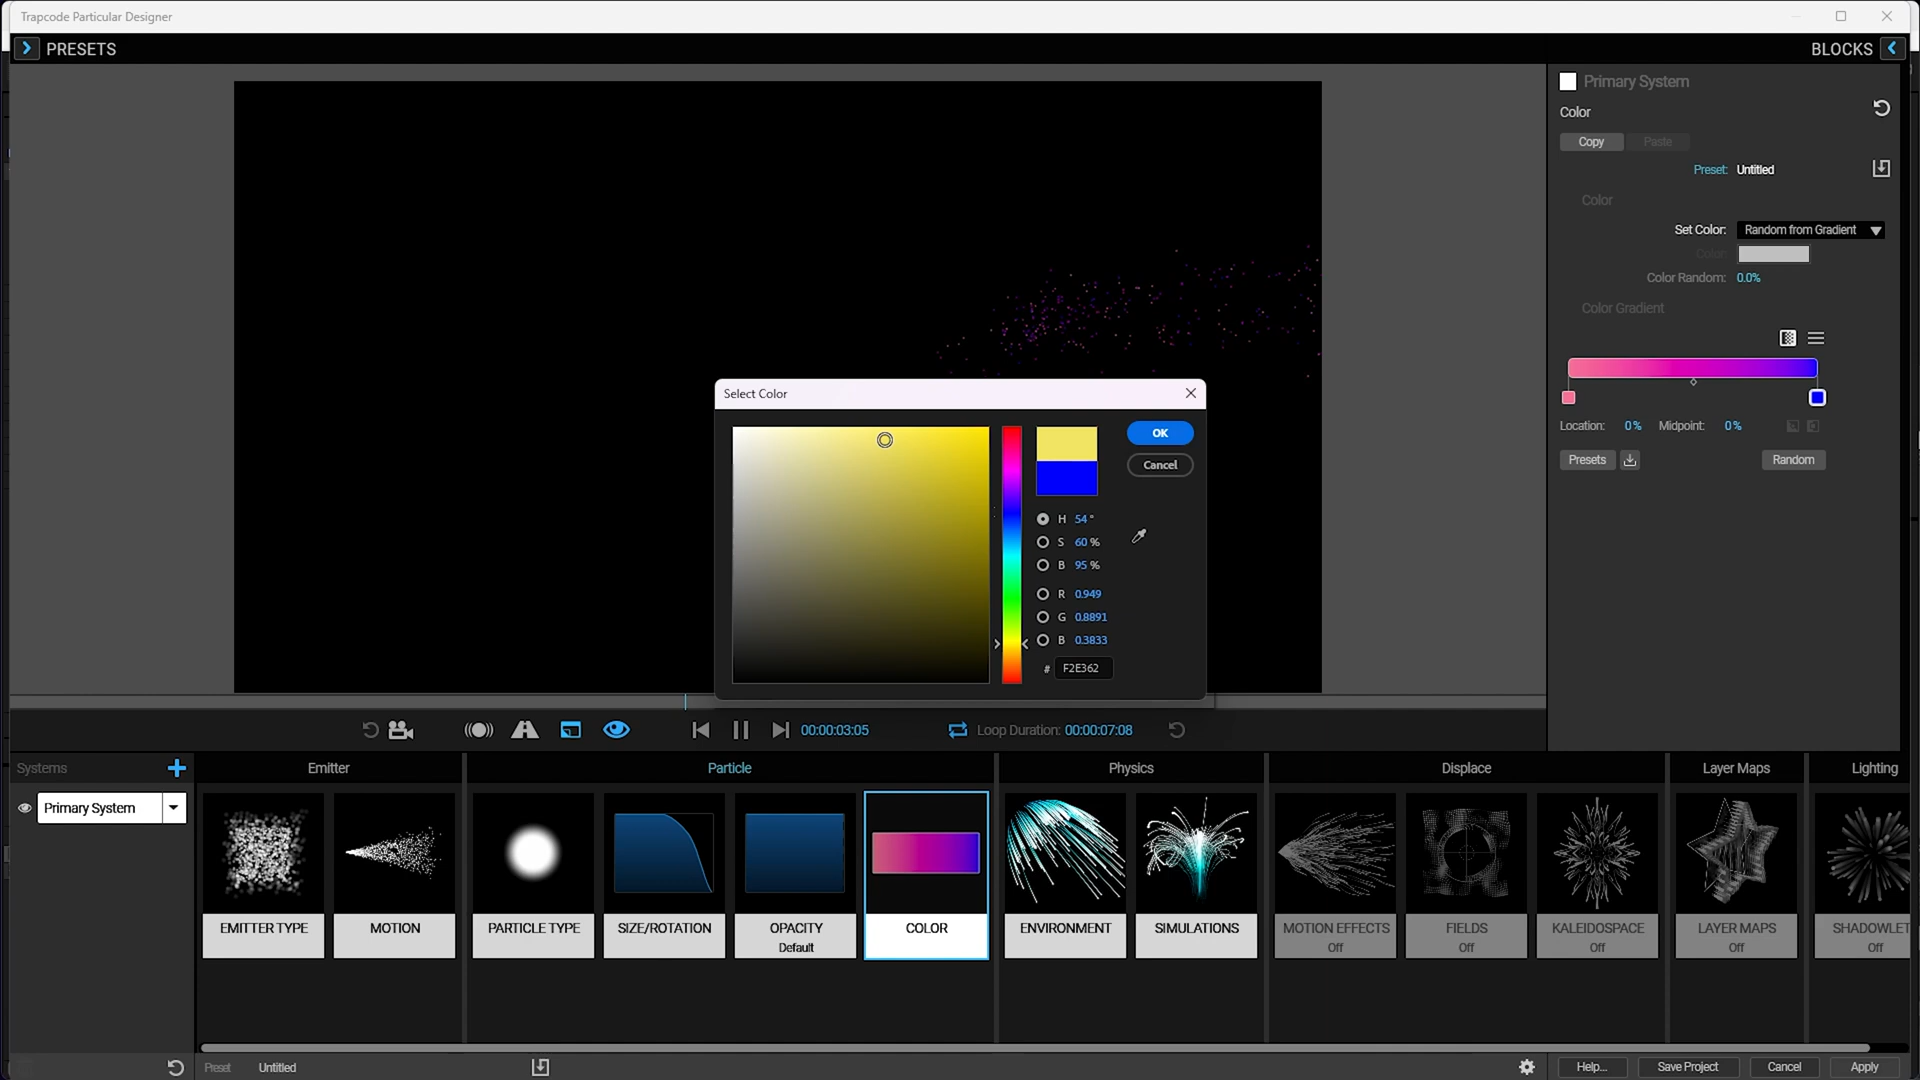 Trapcode Particular Designer
PRESETS
BLOCKS
Primary System
Color
Copy
Paste
Preset: Untitled
Color
Set Color: Random from Gradient
Color:
Color Random: 0.0%
Color Gradient
Location: 0% Midpoint: 0%
Presets
Random
Select Color
OK
Cancel
H 54°
S 60 %
B 95 %
R 0.949
G 0.8891
B 0.3833
# F2E362
00:00:03:05
Loop Duration: 00:00:07:08
Systems
Emitter
Particle
Physics
Displace
Layer Maps
Lighting
Primary System
EMITTER TYPE
MOTION
PARTICLE TYPE
SIZE/ROTATION
OPACITY
Default
COLOR
ENVIRONMENT
SIMULATIONS
MOTION EFFECTS
Off
FIELDS
Off
KALEIDOSPACE
Off
LAYER MAPS
Off
SHADOWLET
Off
Preset
Untitled
Help...
Save Project
Cancel
Apply